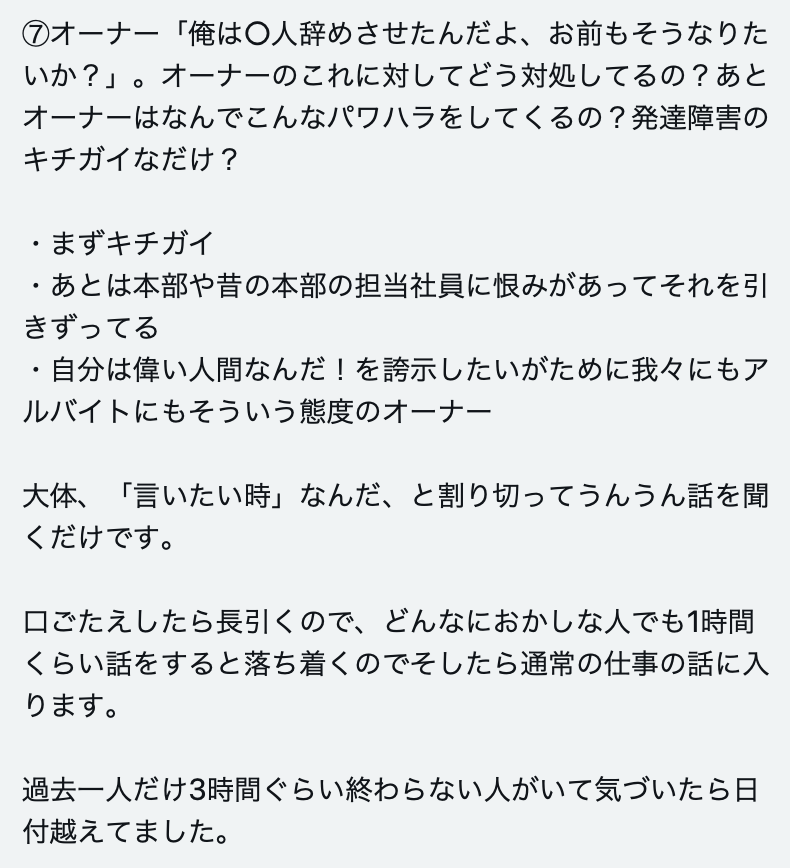 ⑦オーナー「俺は〇人辞めさせたんだよ、お前もそうなりた
いか？」。オーナーのこれに対してどう対処してるの？あと
オーナーはなんでこんなパワハラをしてくるの？発達障害の
キチガイなだけ？
・まずキチガイ
・あとは本部や昔の本部の担当社員に恨みがあってそれを引
きずってる
・自分は偉い人間なんだ！を誇示したいがために我々にもア
ルバイトにもそういう態度のオーナー
大体、「言いたい時」なんだ、と割り切ってうんうん話を聞
くだけです。
口ごたえしたら長引くので、どんなにおかしな人でも1時間
くらい話をすると落ち着くのでそしたら通常の仕事の話に入
ります。
過去一人だけ3時間ぐらい終わらない人がいて気づいたら日
付越えてました。